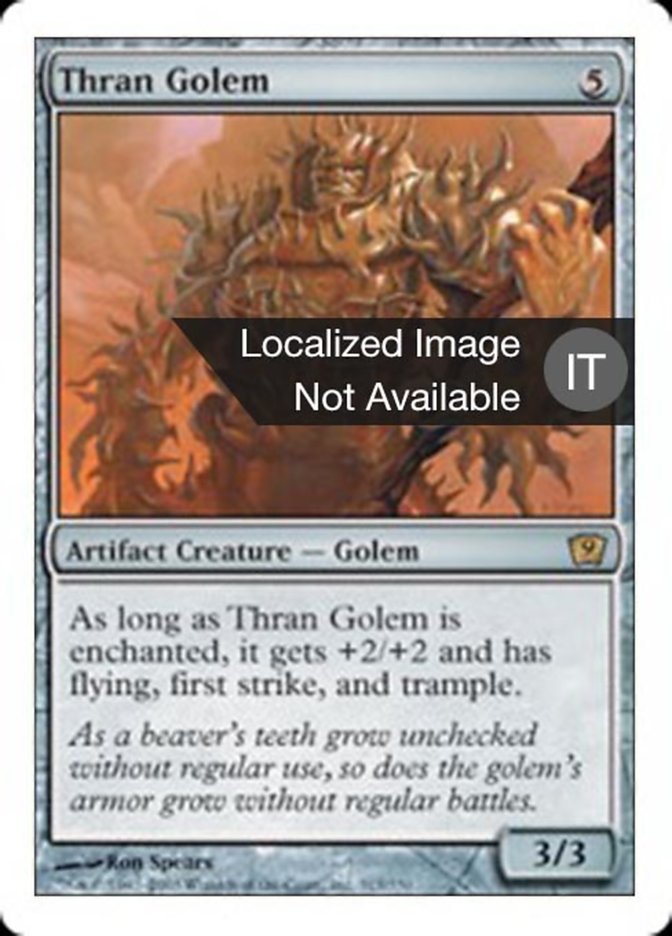 Thran Golem
5
Localized Image
Not Available
IT
Artifact Creature — Golem
9
As long as Thran Golem is
enchanted, it gets +2/+2 and has
flying, first strike, and trample.
As a beaver's teeth grow unchecked
without regular use, so does the golem's
armor grow without regular battles.
3/3
Ron Spears